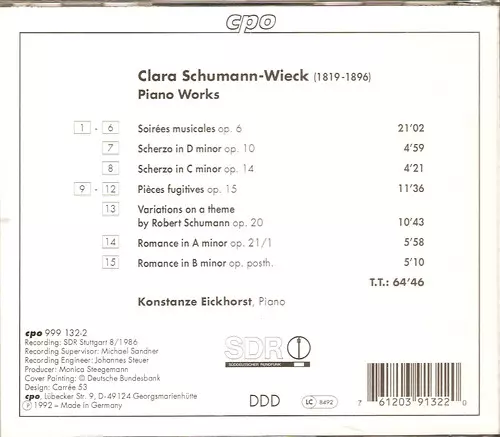 cpo
Clara Schumann-Wieck (1819-1896)
Piano Works
1 - 6 Soirées musicales op. 6 21'02
7 Scherzo in D minor op. 10 4'59
8 Scherzo in C minor op. 14 4'21
9 - 12 Pièces fugitives op. 15 11'36
13 Variations on a theme
by Robert Schumann op. 20 10'43
14 Romance in A minor op. 21/1 5'58
15 Romance in B minor op. posth. 5'10
T.T.: 64'46
Konstanze Eickhorst, Piano
cpo 999 132-2
Recording: SDR Stuttgart 8/1986
Recording Supervisor: Michael Sandner
Recording Engineer: Johannes Steuer
Producer: Monica Steegemann
Cover Painting: © Deutsche Bundesbank
Design: Carrée 53
cpo, Lübecker Str. 9, D-49124 Georgsmarienhütte
℗ 1992 – Made in Germany
SDR
SÜDDEUTSCHER RUNDFUNK
DDD
LC 8492
7 61203 91322 0